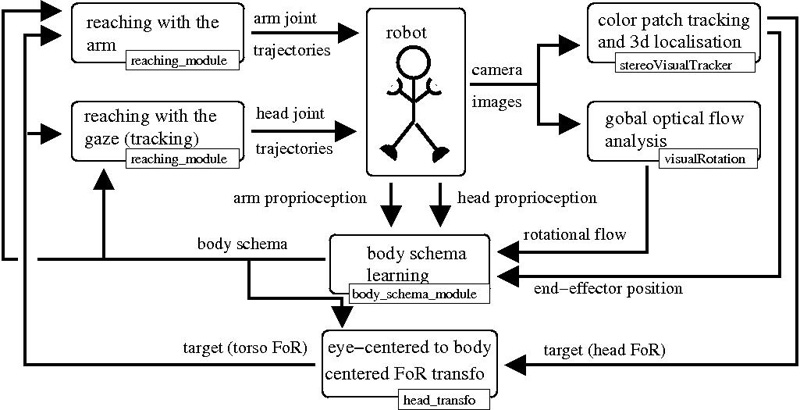 reaching with the
arm
reaching_module
arm joint
trajectories
robot
camera
images
color patch tracking
and 3d localisation
stereoVisualTracker
reaching with the
gaze (tracking)
reaching_module
head joint
trajectories
gobal optical flow
analysis
visualRotation
arm proprioception
head proprioception
body schema
body schema
learning
body_schema_module
rotational flow
end-effector position
target (torso FoR)
eye-centered to body
centered FoR transfo
head_transfo
target (head FoR)